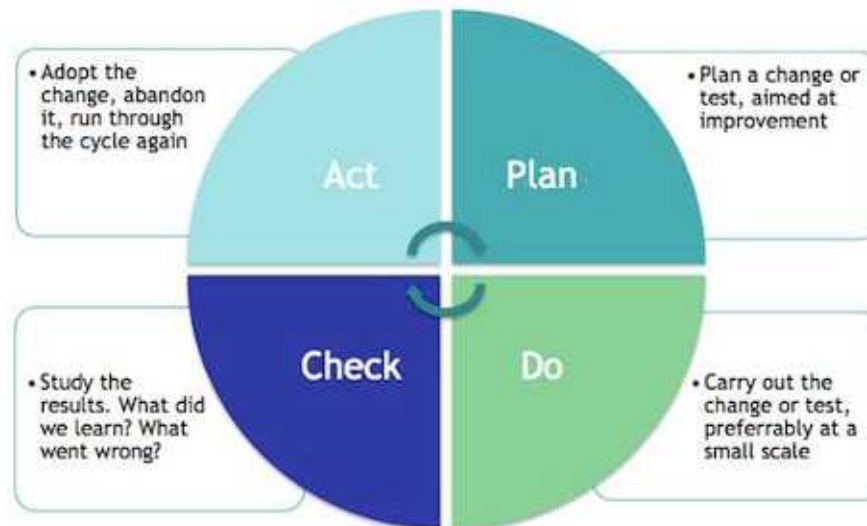 • Adopt the
change, abandon
it, run through
the cycle again
Act
Plan
• Plan a change or
test, aimed at
improvement
• Study the
results. What did
we learn? What
went wrong?
Check
Do
• Carry out the
change or test,
preferrably at a
small scale